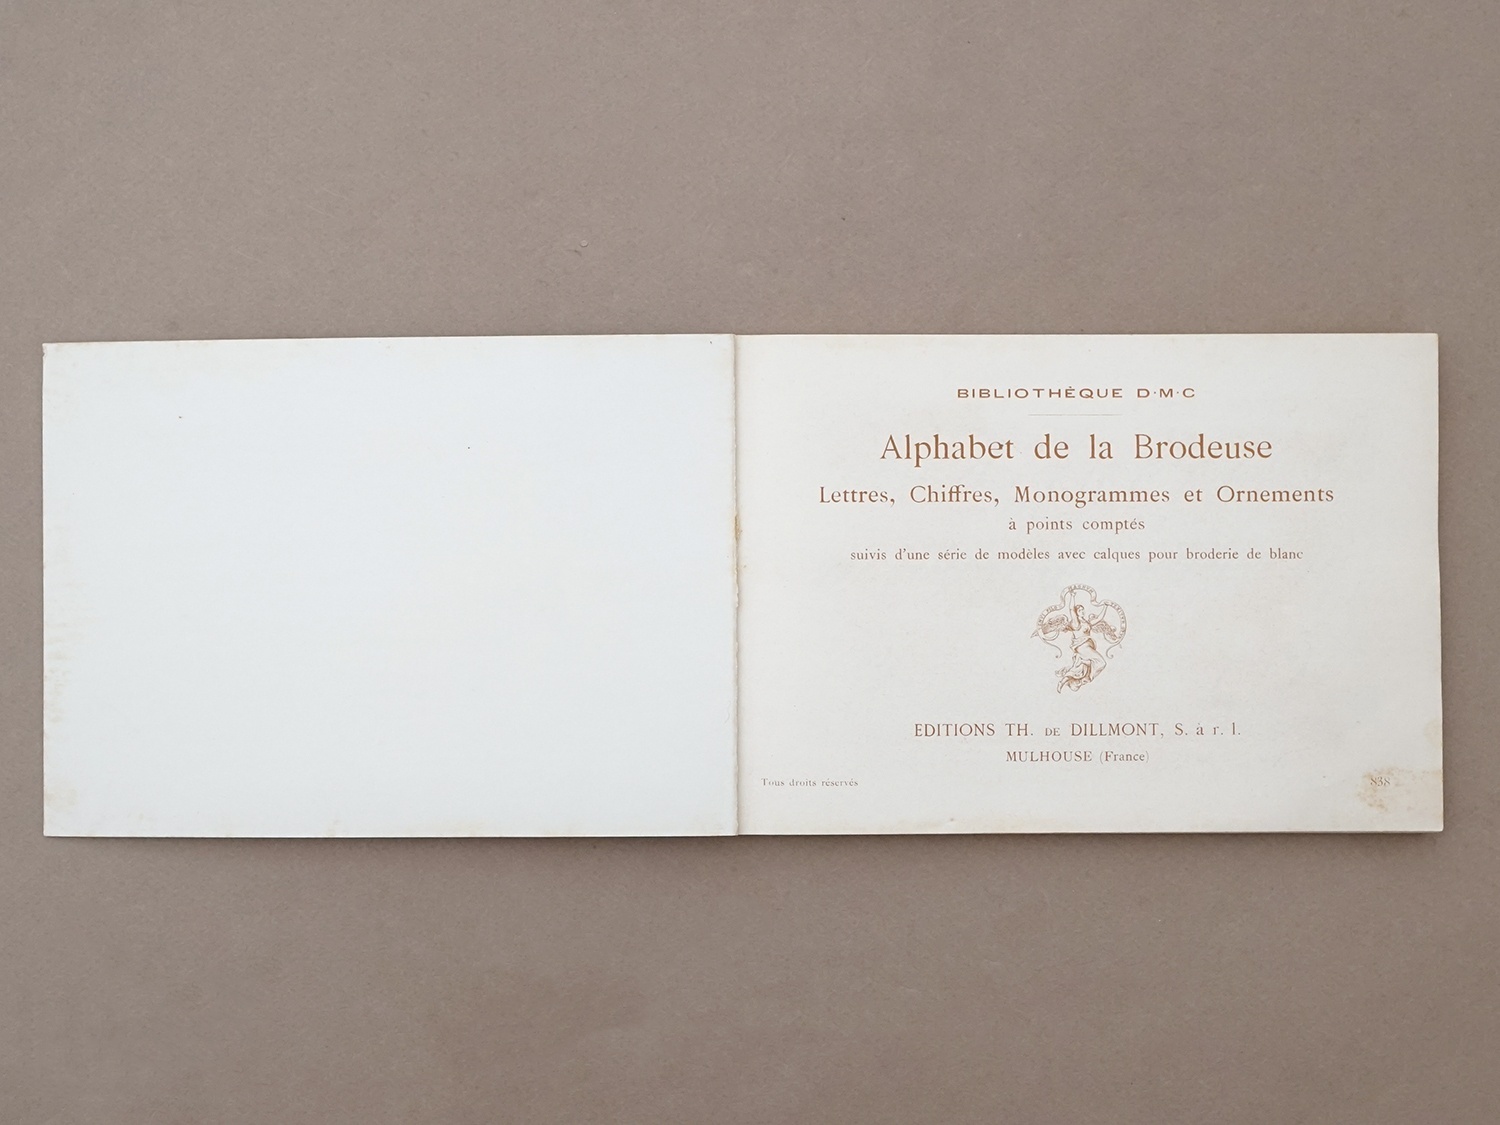 BIBLIOTHÈQUE D·M·C
Alphabet de la Brodeuse
Lettres, Chiffres, Monogrammes et Ornements
à points comptés
suivis d'une série de modèles avec calques pour broderie de blanc
EDITIONS TH. DE DILLMONT, S. à r. l.
MULHOUSE (France)
Tous droits réservés
838